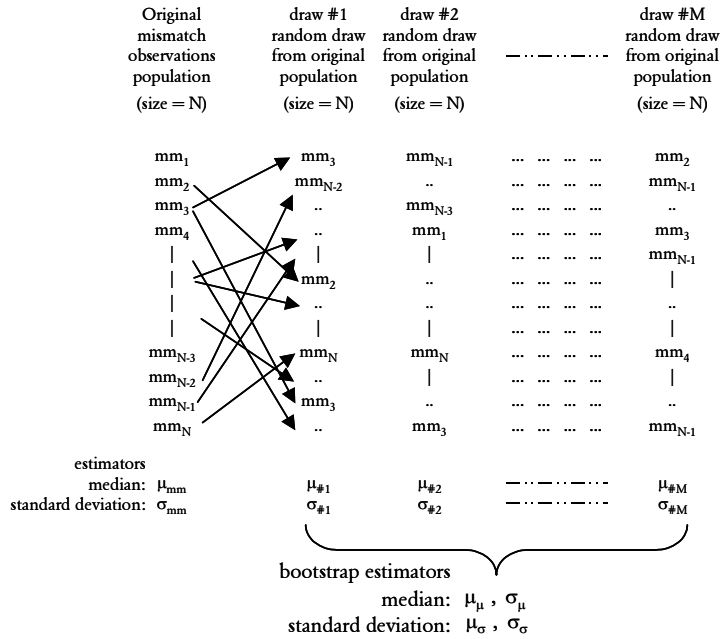 Original mismatch observations population (size = N)
draw #1 random draw from original population (size = N)
draw #2 random draw from original population (size = N)
draw #M random draw from original population (size = N)
mm1 mm3 mmN-1 ... ... ... ... mm2
mm2 mmN-2 .. ... ... ... ... mmN-1
mm3 .. mmN-3 ... ... ... ... ..
mm4 .. mm1 ... ... ... ... mm3
| | | ... ... ... ... mmN-1
| mm2 .. ... ... ... ... |
| .. .. ... ... ... ... ..
| | | ... ... ... ... |
mmN-3 mmN mmN ... ... ... ... mm4
mmN-2 .. | ... ... ... ... |
mmN-1 mm3 .. ... ... ... ... ..
mmN .. mm3 ... ... ... ... mmN-1
estimators
median: μmm μ#1 μ#2 μ#M
standard deviation: σmm σ#1 σ#2 σ#M
bootstrap estimators
median: μμ , σμ
standard deviation: μσ , σσ